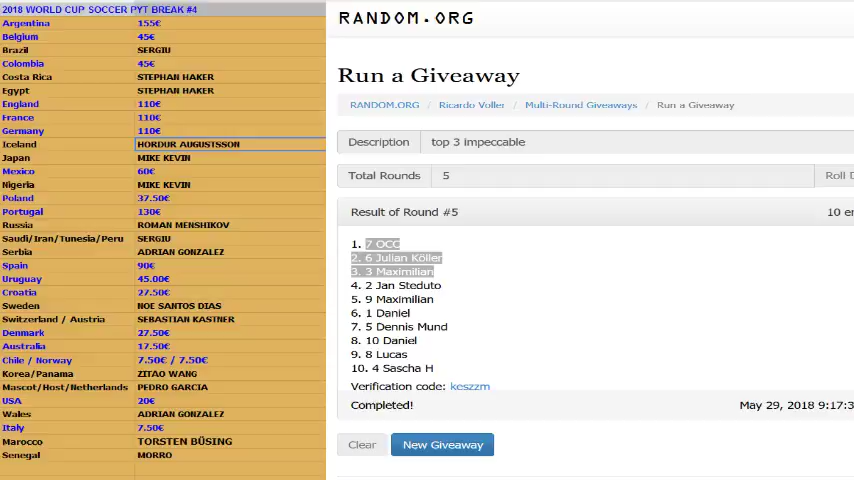 2018 WORLD CUP SOCCER PYT BREAK #4
Argentina 155€
Belgium 45€
Brazil SERGIU
Colombia 45€
Costa Rica STEPHAN HAKER
Egypt STEPHAN HAKER
England 110€
France 110€
Germany 110€
Iceland HORDUR AUGUSTSSON
Japan MIKE KEVIN
Mexico 60€
Nigeria MIKE KEVIN
Poland 37.50€
Portugal 130€
Russia ROMAN MENSHIKOV
Saudi/Iran/Tunesia/Peru SERGIU
Serbia ADRIAN GONZALEZ
Spain 90€
Uruguay 45.00€
Croatia 27.50€
Sweden NOE SANTOS DIAS
Switzerland / Austria SEBASTIAN KASTNER
Denmark 27.50€
Australia 17.50€
Chile / Norway 7.50€ / 7.50€
Korea/Panama ZITAO WANG
Mascot/Host/Netherlands PEDRO GARCIA
USA 20€
Wales ADRIAN GONZALEZ
Italy 7.50€
Marocco TORSTEN BÜSING
Senegal MORRO
RANDOM.ORG
Run a Giveaway
RANDOM.ORG / Ricardo Voller / Multi-Round Giveaways / Run a Giveaway
Description top 3 impeccable
Total Rounds 5 Roll
Result of Round #5 10
1. 7 OCC
2. 6 Julian Köller
3. 3 Maximilian
4. 2 Jan Steduto
5. 9 Maximilian
6. 1 Daniel
7. 5 Dennis Mund
8. 10 Daniel
9. 8 Lucas
10. 4 Sascha H
Verification code: keszzm
Completed! May 29, 2018 9:17:3
Clear New Giveaway